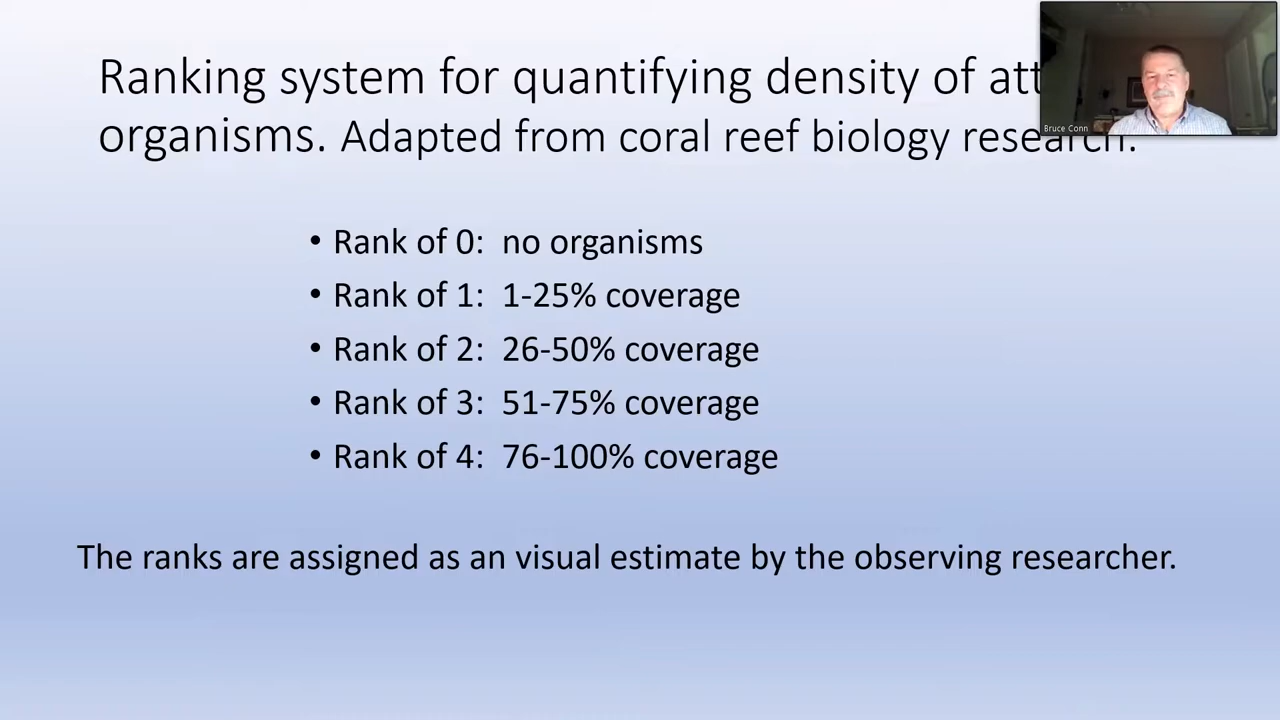 Ranking system for quantifying density of att
organisms. Adapted from coral reef biology research.
Bruce Conn
• Rank of 0: no organisms
• Rank of 1: 1-25% coverage
• Rank of 2: 26-50% coverage
• Rank of 3: 51-75% coverage
• Rank of 4: 76-100% coverage
The ranks are assigned as an visual estimate by the observing researcher.